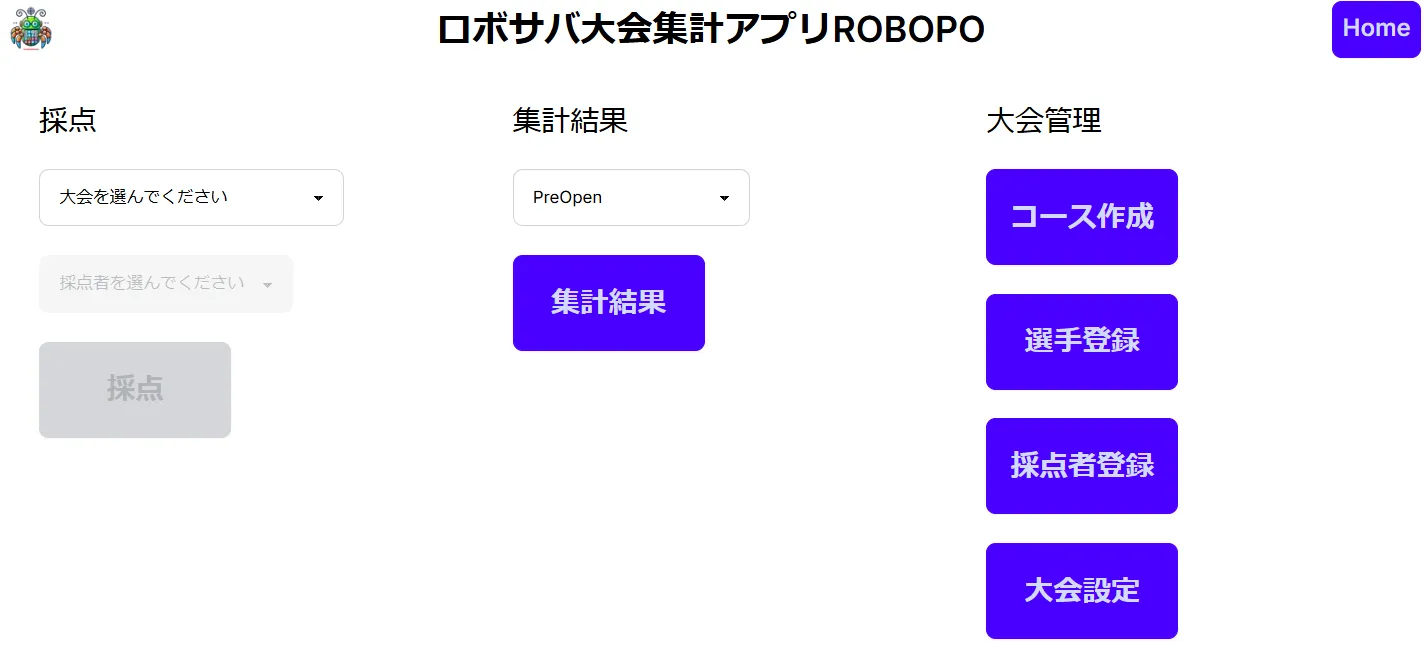 ロボサバ大会集計アプリROBOPO
Home
採点
大会を選んでください
採点者を選んでください
採点
集計結果
PreOpen
集計結果
大会管理
コース作成
選手登録
採点者登録
大会設定